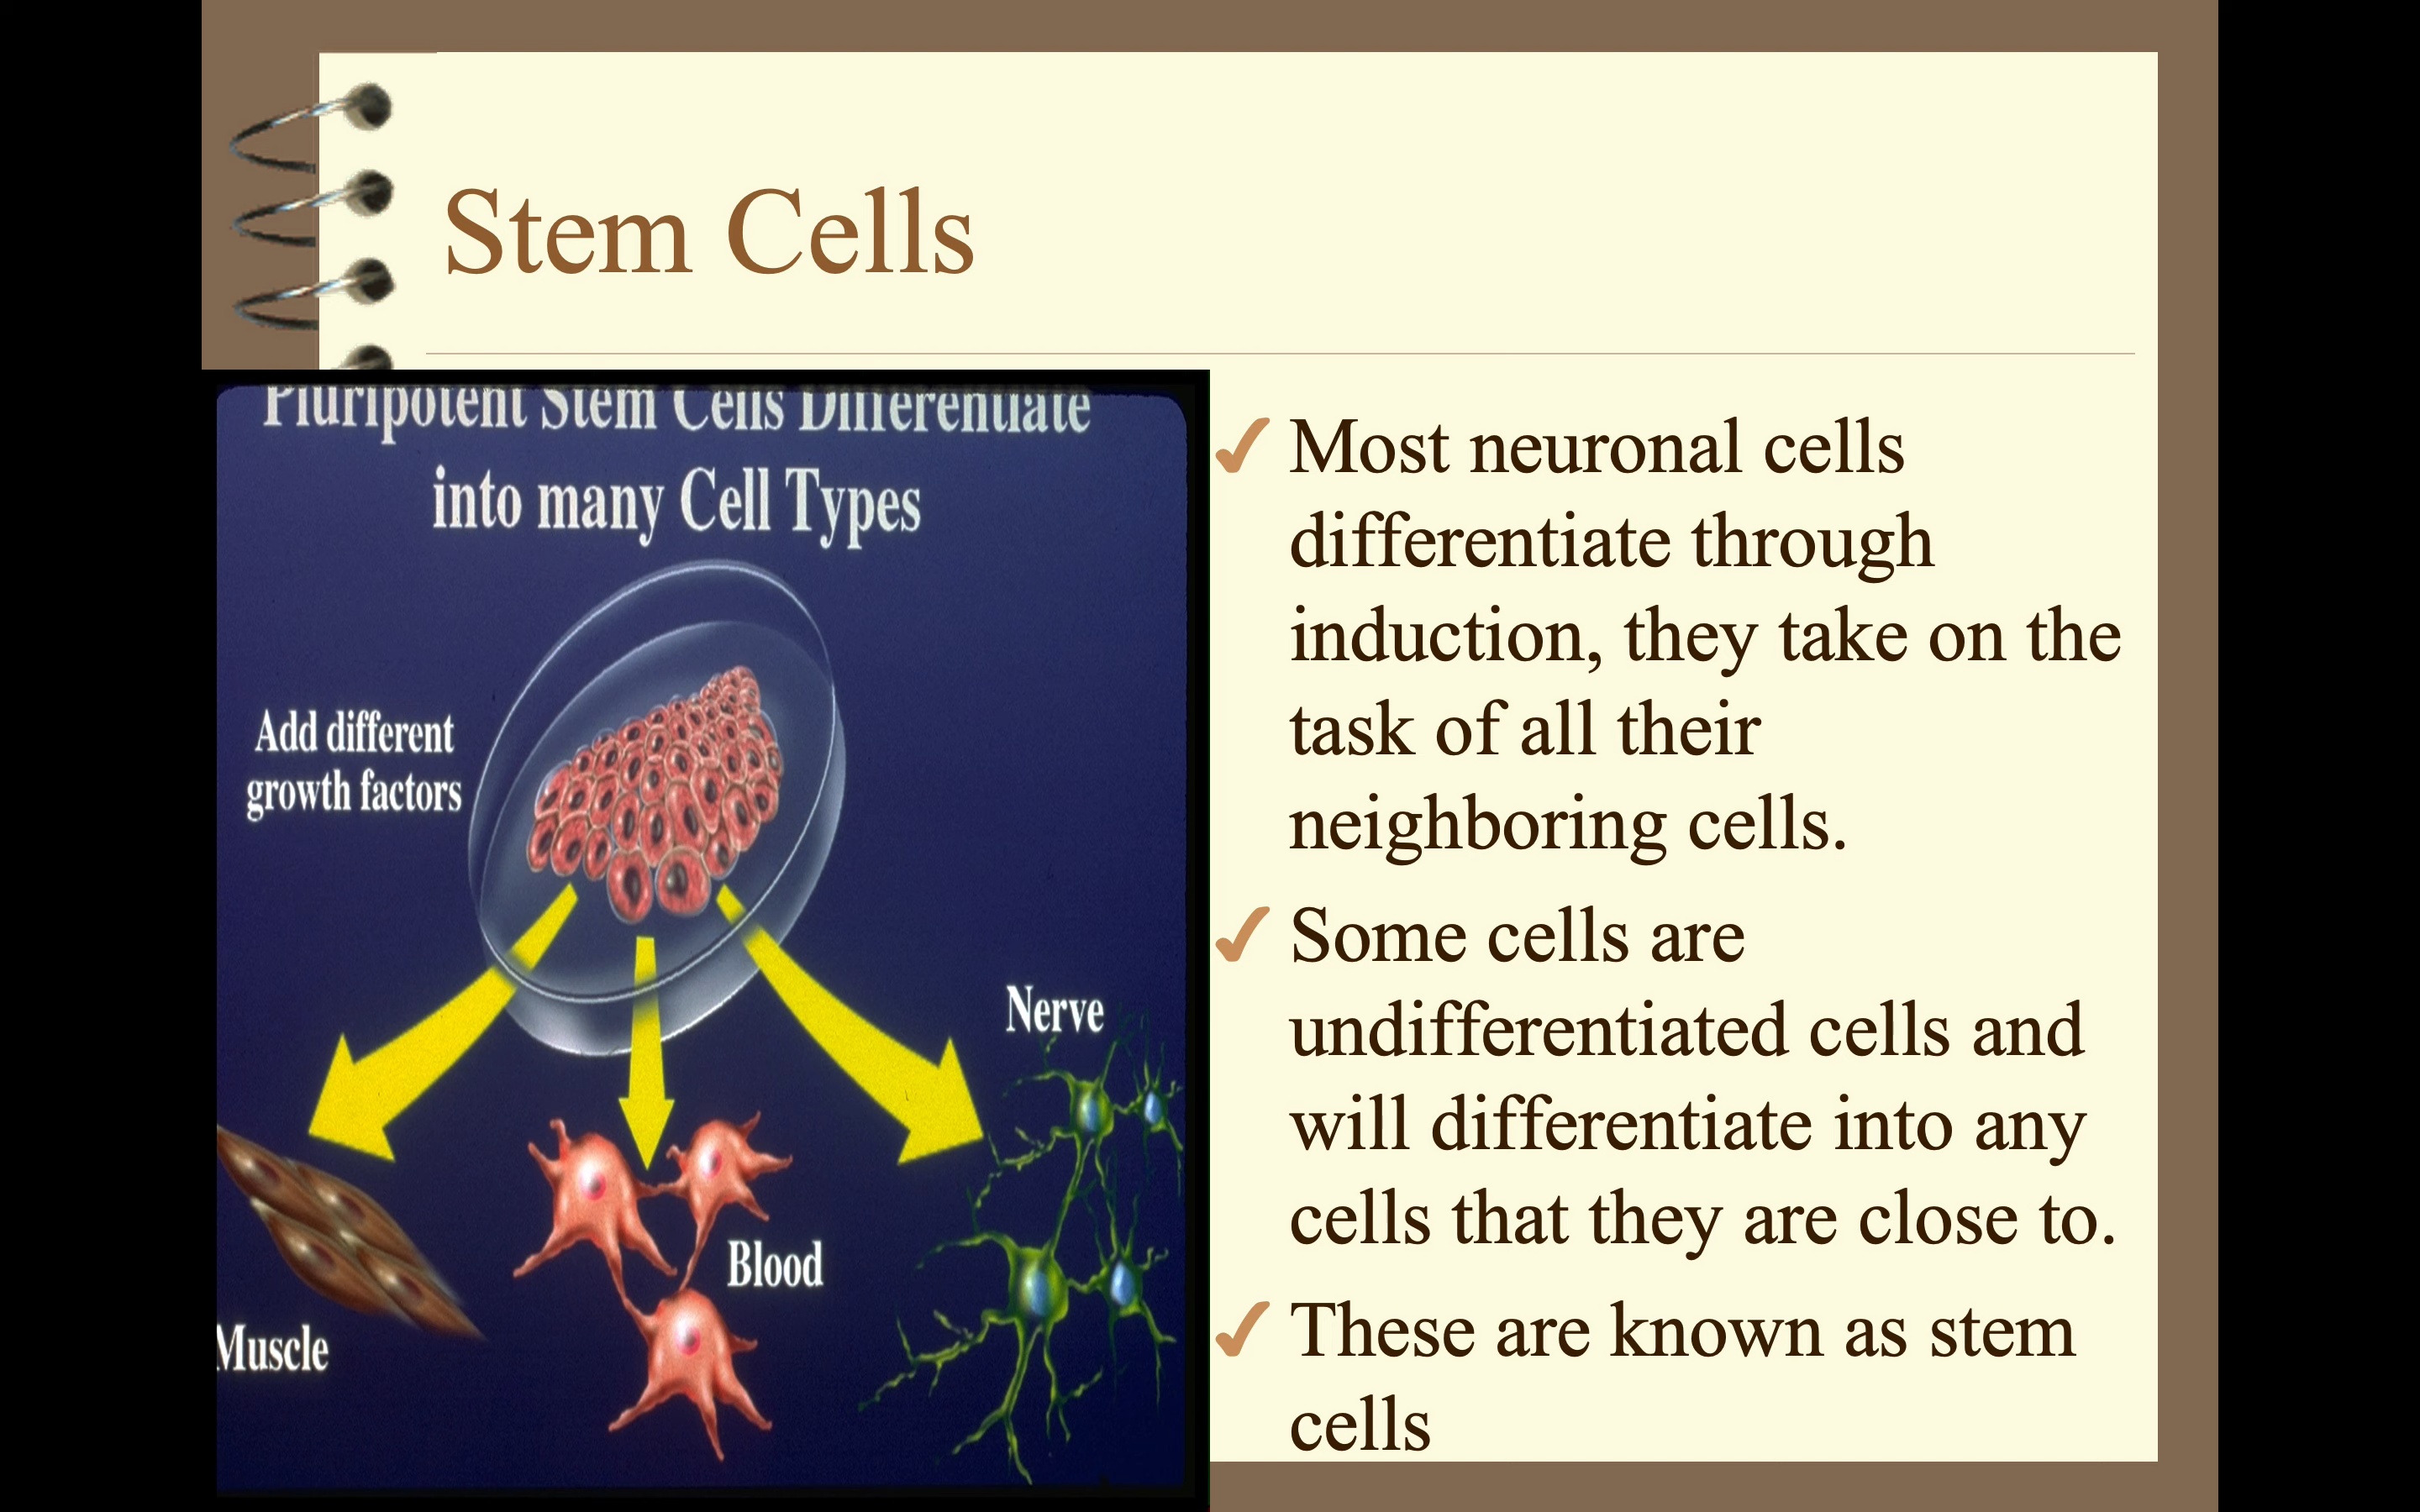 Stem Cells
Pluripotent Stem Cells Differentiate
into many Cell Types
Add different
growth factors
Nerve
Blood
Muscle
Most neuronal cells
differentiate through
induction, they take on the
task of all their
neighboring cells.
Some cells are
undifferentiated cells and
will differentiate into any
cells that they are close to.
These are known as stem
cells